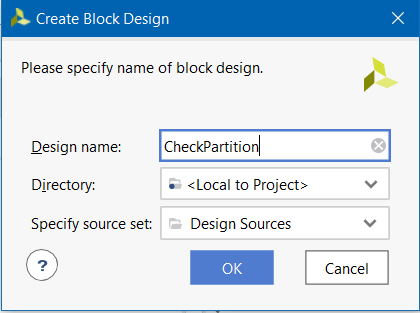 Create Block Design
Please specify name of block design.
Design name: CheckPartition
Directory: <Local to Project>
Specify source set: Design Sources
? OK Cancel